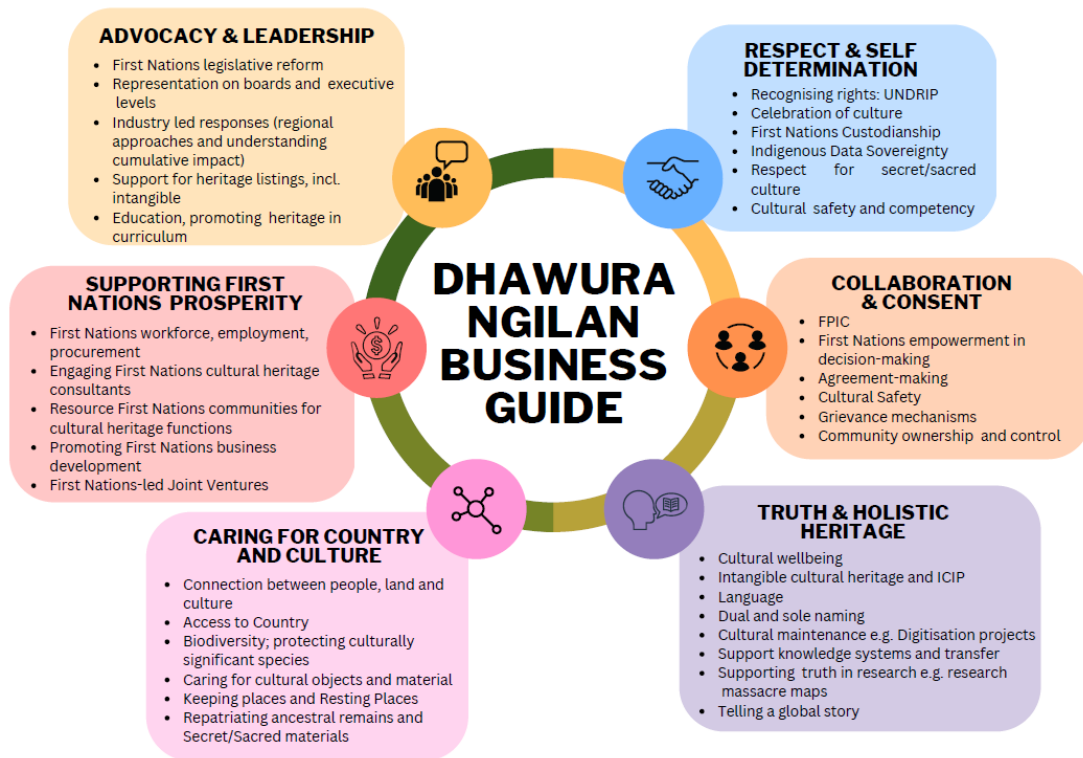 ADVOCACY & LEADERSHIP
• First Nations legislative reform
• Representation on boards and executive
levels
• Industry led responses (regional
approaches and understanding
cumulative impact)
• Support for heritage listings, incl.
intangible
• Education, promoting heritage in
curriculum
RESPECT & SELF
DETERMINATION
• Recognising rights: UNDRIP
• Celebration of culture
• First Nations Custodianship
• Indigenous Data Sovereignty
• Respect for secret/sacred
culture
• Cultural safety and competency
DHAWURA
NGILAN
BUSINESS
GUIDE
SUPPORTING FIRST
NATIONS PROSPERITY
• First Nations workforce, employment,
procurement
• Engaging First Nations cultural heritage
consultants
• Resource First Nations communities for
cultural heritage functions
• Promoting First Nations business
development
• First Nations-led Joint Ventures
COLLABORATION
& CONSENT
• FPIC
• First Nations empowerment in
decision-making
• Agreement-making
• Cultural Safety
• Grievance mechanisms
• Community ownership and control
CARING FOR COUNTRY
AND CULTURE
• Connection between people, land and
culture
• Access to Country
• Biodiversity; protecting culturally
significant species
• Caring for cultural objects and material
• Keeping places and Resting Places
• Repatriating ancestral remains and
Secret/Sacred materials
TRUTH & HOLISTIC
HERITAGE
• Cultural wellbeing
• Intangible cultural heritage and ICIP
• Language
• Dual and sole naming
• Cultural maintenance e.g. Digitisation projects
• Support knowledge systems and transfer
• Supporting truth in research e.g. research
massacre maps
• Telling a global story